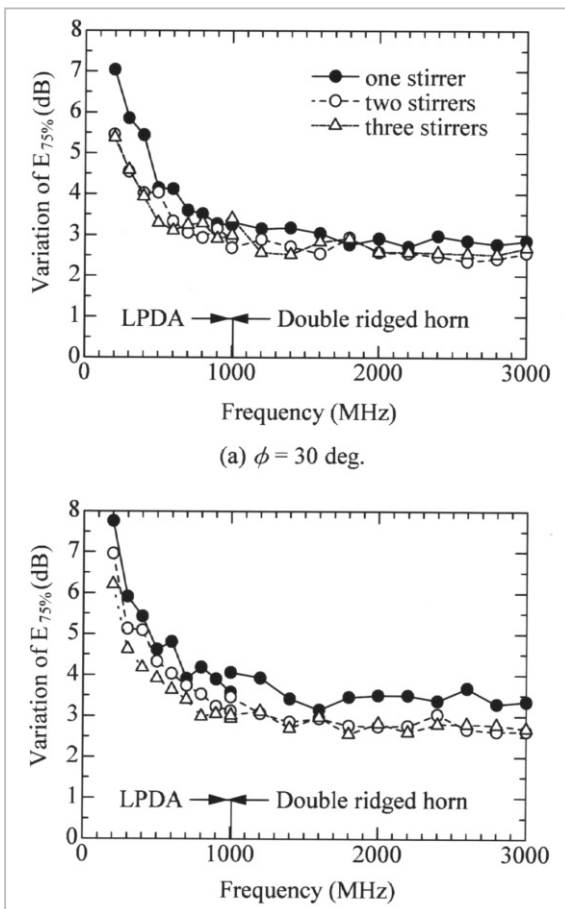 8
7
6
5
4
3
2
1
0
Variation of E75% (dB)
one stirrer
two stirrers
three stirrers
LPDA
Double ridged horn
0 1000 2000 3000
Frequency (MHz)
(a) ϕ = 30 deg.
8
7
6
5
4
3
2
1
0
Variation of E75% (dB)
LPDA
Double ridged horn
0 1000 2000 3000
Frequency (MHz)